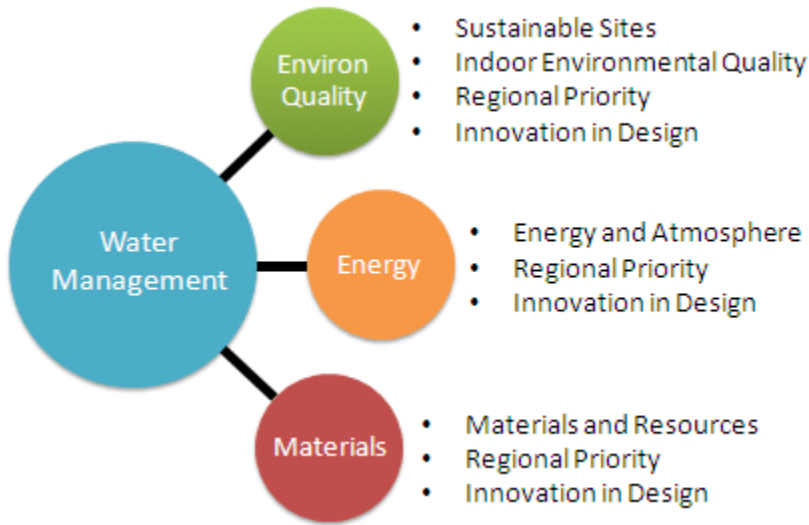 Environ
Quality
• Sustainable Sites
• Indoor Environmental Quality
• Regional Priority
• Innovation in Design
Water
Management
Energy
• Energy and Atmosphere
• Regional Priority
• Innovation in Design
Materials
• Materials and Resources
• Regional Priority
• Innovation in Design